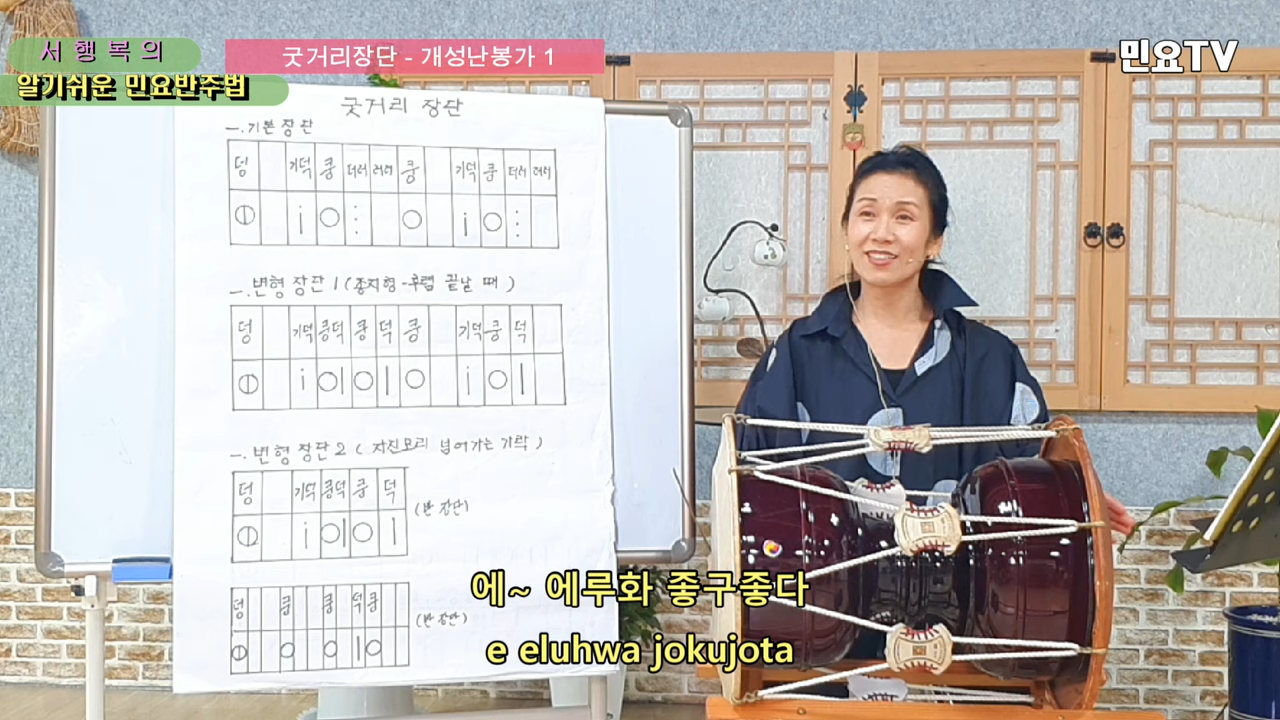 서 행 복 의
알기쉬운 민요반주법
굿거리장단 - 개성난봉가 1
민요TV
굿거리 장단
一. 기본 장단
덩 기덕 쿵 더러 러러 쿵 기덕 쿵 더러 러러
一. 변형 장단 1 (종지형 - 후렴 끝날 때)
덩 기덕 쿵덕 쿵 덕 쿵 기덕 쿵 덕
一. 변형 장단 2 ( 자진모리 넘어가는 가락 )
덩 기덕 쿵덕 쿵 덕
(반 장단)
덩 쿵 쿵 덕쿵
(반 장단)
에~ 에루화 좋구좋다
e eluhwa jokujota